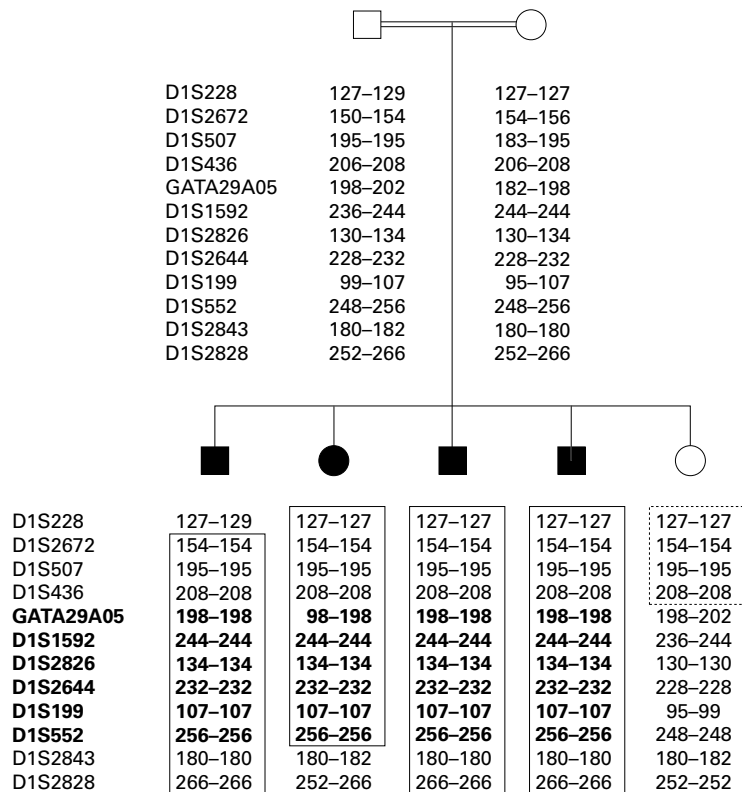 D1S228 127–129 127–127
D1S2672 150–154 154–156
D1S507 195–195 183–195
D1S436 206–208 206–208
GATA29A05 198–202 182–198
D1S1592 236–244 244–244
D1S2826 130–134 130–134
D1S2644 228–232 228–232
D1S199 99–107 95–107
D1S552 248–256 248–256
D1S2843 180–182 180–180
D1S2828 252–266 252–266
D1S228 127–129 127–127 127–127 127–127 127–127
D1S2672 154–154 154–154 154–154 154–154 154–154
D1S507 195–195 195–195 195–195 195–195 195–195
D1S436 208–208 208–208 208–208 208–208 208–208
GATA29A05 198–198 98–198 198–198 198–198 198–202
D1S1592 244–244 244–244 244–244 244–244 236–244
D1S2826 134–134 134–134 134–134 134–134 130–130
D1S2644 232–232 232–232 232–232 232–232 228–228
D1S199 107–107 107–107 107–107 107–107 95–99
D1S552 256–256 256–256 256–256 256–256 248–248
D1S2843 180–180 180–182 180–180 180–180 180–182
D1S2828 266–266 252–266 266–266 266–266 252–252